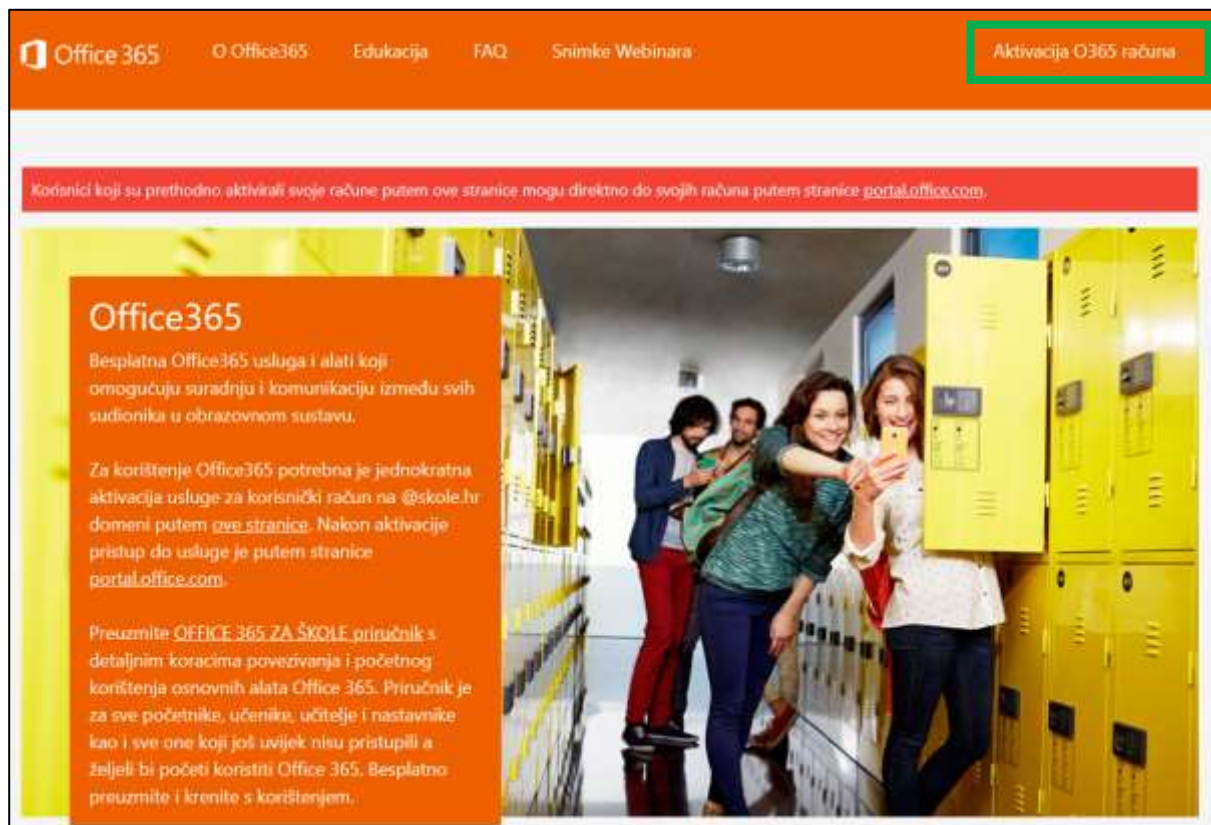 Office 365
O Office365
Edukacija
FAQ
Snimke Webinara
Aktivacija O365 računa
Korisnici koji su prethodno aktivirali svoje račune putem ove stranice mogu direktno do svojih računa putem stranice portal.office.com.
Office365
Besplatna Office365 usluga i alati koji
omogućuju suradnju i komunikaciju između svih
sudionika u obrazovnom sustavu.
Za korištenje Office365 potrebna je jednokratna
aktivacija usluge za korisnički račun na @skole.hr
domeni putem ove stranice. Nakon aktivacije
pristup do usluge je putem stranice
portal.office.com.
Preuzmite OFFICE 365 ZA ŠKOLE priručnik s
detaljnim koracima povezivanja i početnog
korištenja osnovnih alata Office 365. Priručnik je
za sve početnike, učenike, učitelje i nastavnike
kao i sve one koji još uvijek nisu pristupili a
željeli bi početi koristiti Office 365. Besplatno
preuzmite i krenite s korištenjem.